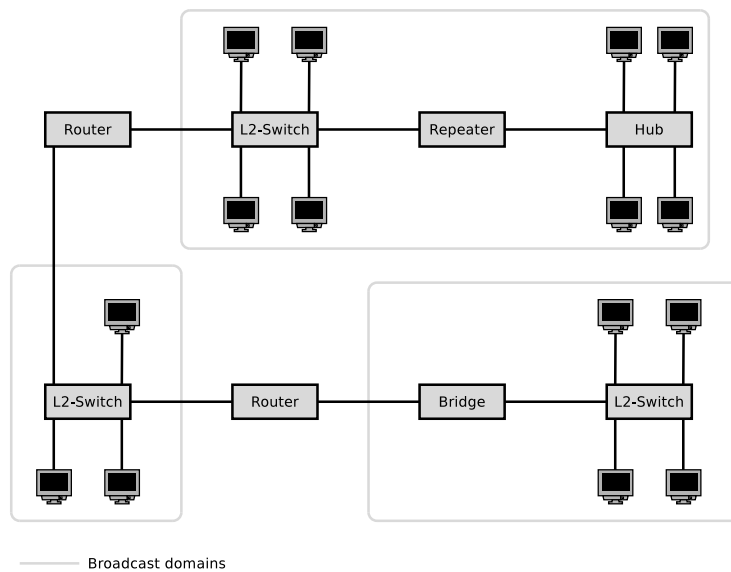 Router
L2-Switch
Repeater
Hub
L2-Switch
Router
Bridge
L2-Switch
Broadcast domains